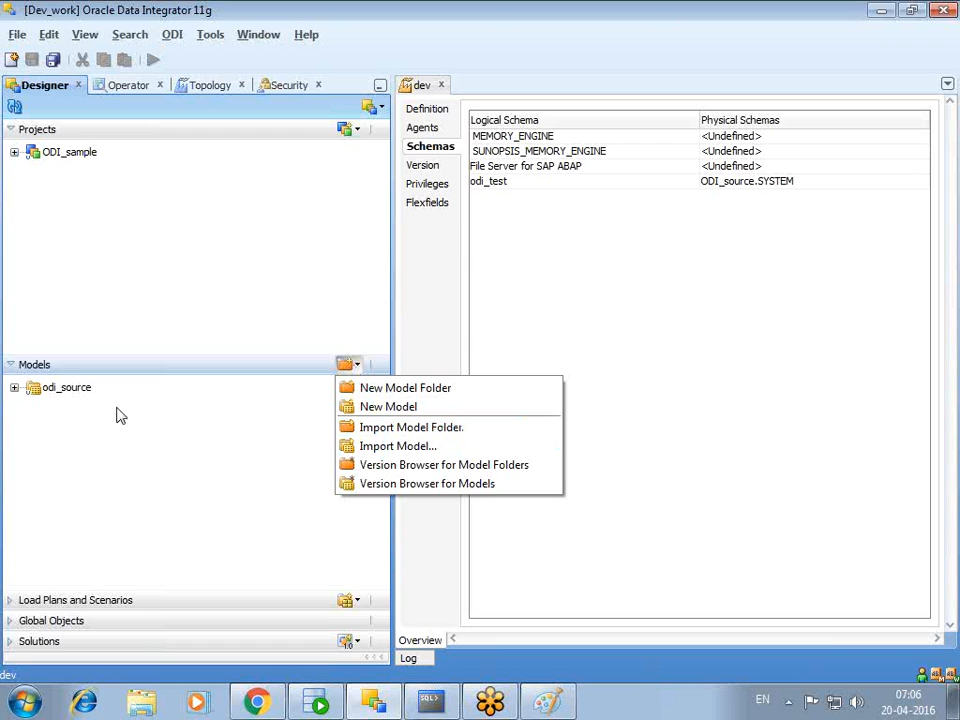 [Dev_work] Oracle Data Integrator 11g
File Edit View Search ODI Tools Window Help
Designer Operator Topology Security dev
Projects
ODI_sample
Models
odi_source
New Model Folder
New Model
Import Model Folder.
Import Model...
Version Browser for Model Folders
Version Browser for Models
Load Plans and Scenarios
Global Objects
Solutions
1.0
Definition
Agents
Schemas
Version
Privileges
Flexfields
Logical Schema Physical Schemas
MEMORY_ENGINE <Undefined>
SUNOPSIS_MEMORY_ENGINE <Undefined>
File Server for SAP ABAP <Undefined>
odi_test ODI_source.SYSTEM
Overview
Log
dev
SQL>
EN
07:06
20-04-2016